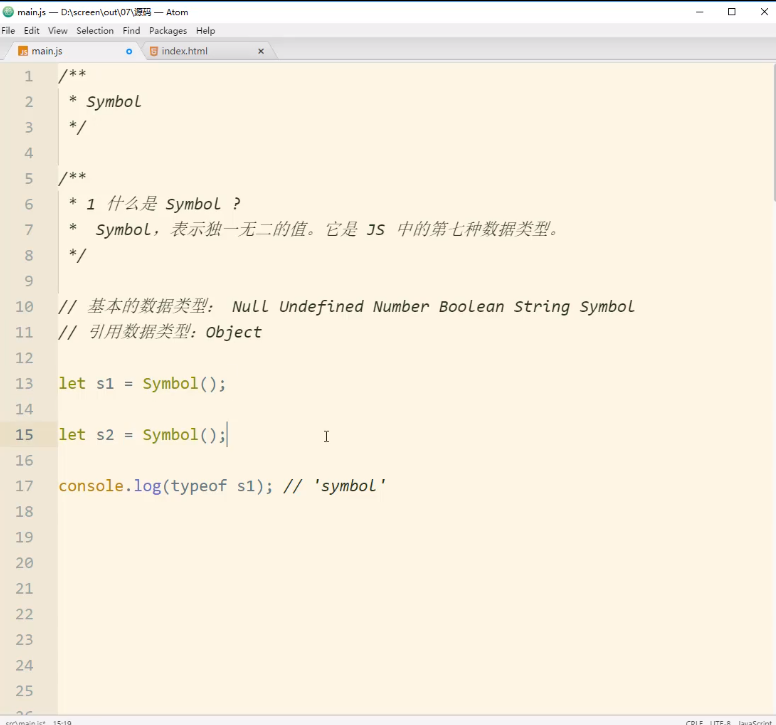 main.js — D:\screen\out\07\源码 — Atom
File Edit View Selection Find Packages Help
main.js index.html
1 /**
2 * Symbol
3 */
4
5 /**
6 * 1 什么是 Symbol ?
7 * Symbol，表示独一无二的值。它是 JS 中的第七种数据类型。
8 */
9
10 // 基本的数据类型： Null Undefined Number Boolean String Symbol
11 // 引用数据类型：Object
12
13 let s1 = Symbol();
14
15 let s2 = Symbol();
16
17 console.log(typeof s1); // 'symbol'
18
19
20
21
22
23
24
25
src\main.js* 15:19 CRLF UTF-8 JavaScript